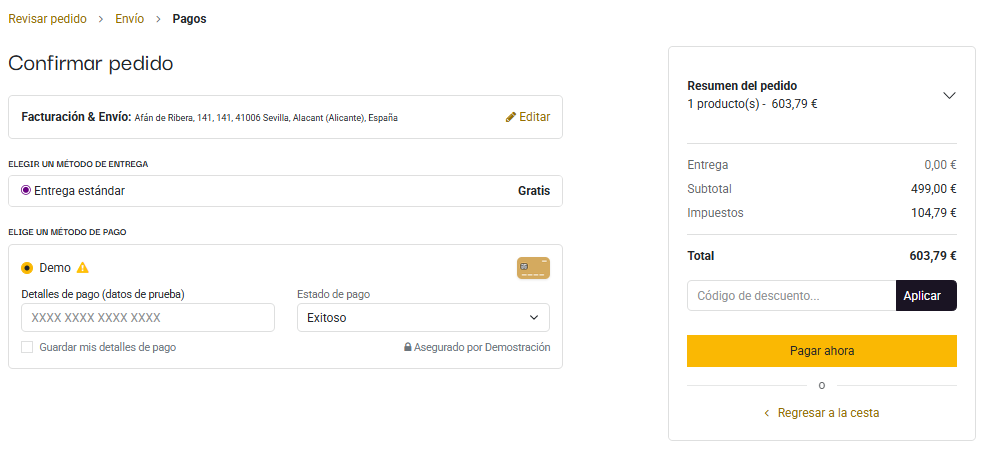 Revisar pedido > Envío > Pagos
Confirmar pedido
Facturación & Envío: Afán de Ribera, 141, 141, 41006 Sevilla, Alacant (Alicante), España
Editar
ELEGIR UN MÉTODO DE ENTREGA
Entrega estándar
Gratis
ELIGE UN MÉTODO DE PAGO
Demo
Detalles de pago (datos de prueba)
Estado de pago
XXXX XXXX XXXX XXXX
Exitoso
Guardar mis detalles de pago
Asegurado por Demostración
Resumen del pedido
1 producto(s) - 603,79 €
Entrega 0,00 €
Subtotal 499,00 €
Impuestos 104,79 €
Total 603,79 €
Código de descuento...
Aplicar
Pagar ahora
o
< Regresar a la cesta